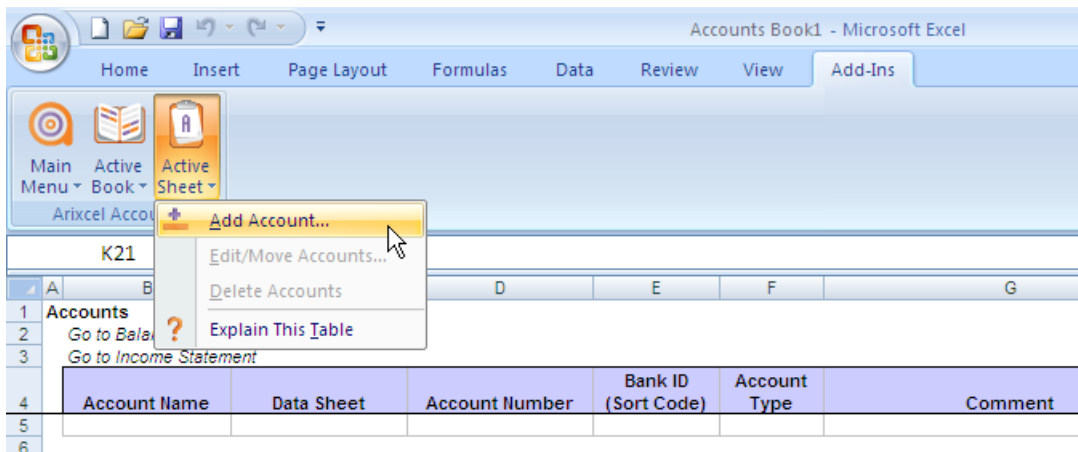 Accounts Book1 - Microsoft Excel
Home Insert Page Layout Formulas Data Review View Add-Ins
Main Menu Active Book Active Sheet
Arixcel Accou
Add Account...
Edit/Move Accounts...
Delete Accounts
Explain This Table
K21
A B D E F G
1 Accounts
2 Go to Bala
3 Go to Income Statement
4 Account Name Data Sheet Account Number Bank ID (Sort Code) Account Type Comment
5
6